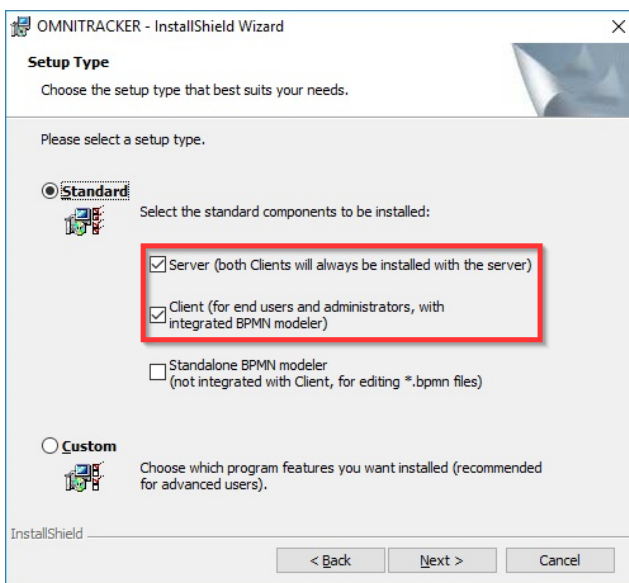 OMNITRACKER - InstallShield Wizard
Setup Type
Choose the setup type that best suits your needs.
Please select a setup type.
Standard
Select the standard components to be installed:
Server (both Clients will always be installed with the server)
Client (for end users and administrators, with
integrated BPMN modeler)
Standalone BPMN modeler
(not integrated with Client, for editing *.bpmn files)
Custom
Choose which program features you want installed (recommended
for advanced users).
InstallShield
< Back
Next >
Cancel